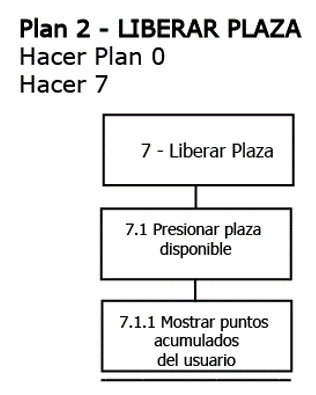 Plan 2 - LIBERAR PLAZA
Hacer Plan 0
Hacer 7
7 - Liberar Plaza
7.1 Presionar plaza
disponible
7.1.1 Mostrar puntos
acumulados
del usuario